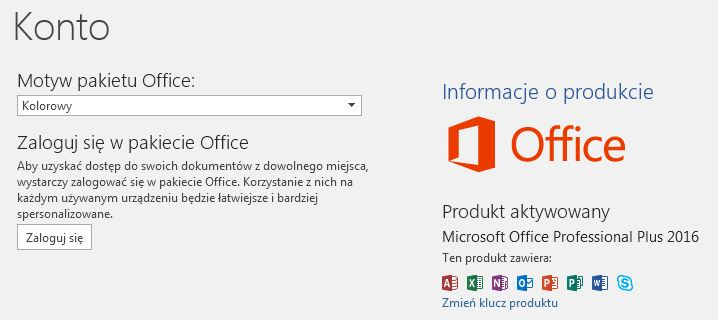 Konto
Motyw pakietu Office:
Kolorowy
Zaloguj się w pakiecie Office
Aby uzyskać dostęp do swoich dokumentów z dowolnego miejsca,
wystarczy zalogować się w pakiecie Office. Korzystanie z nich na
każdym używanym urządzeniu będzie łatwiejsze i bardziej
spersonalizowane.
Zaloguj się
Informacje o produkcie
Office
Produkt aktywowany
Microsoft Office Professional Plus 2016
Ten produkt zawiera:
A X N O P P W S
Zmień klucz produktu